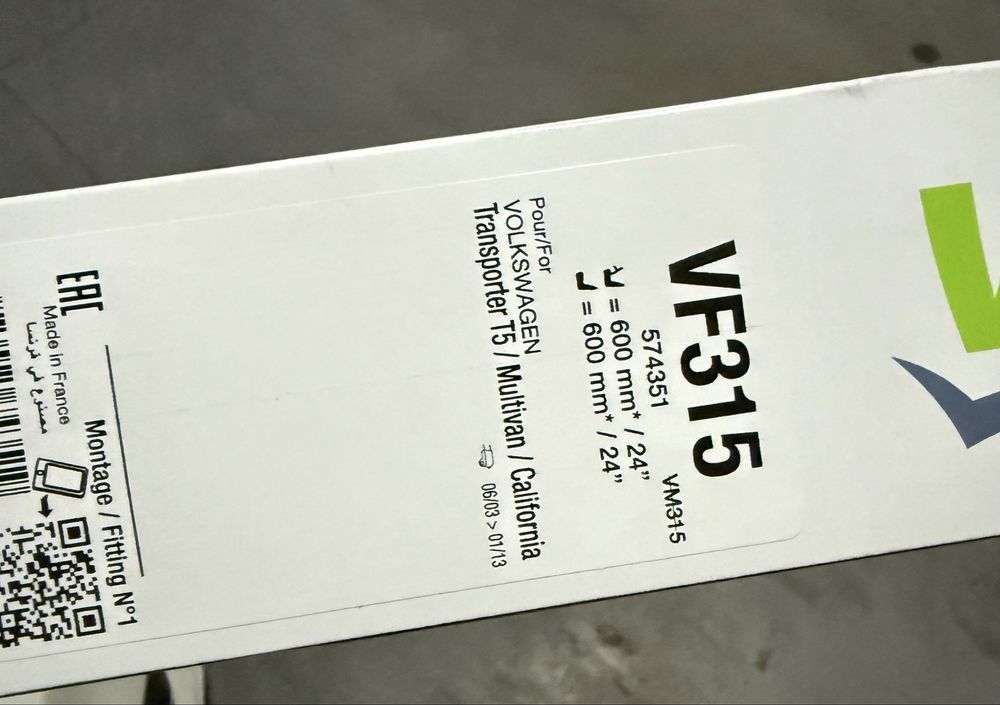 VF315
574351
VM315
= 600 mm* / 24”
= 600 mm* / 24”
Pour/For
VOLKSWAGEN
Transporter T5 / Multivan / California
06/03 > 01/13
Montage / Fitting N°1
EAC
Made in France
مصنوع في فرنسا